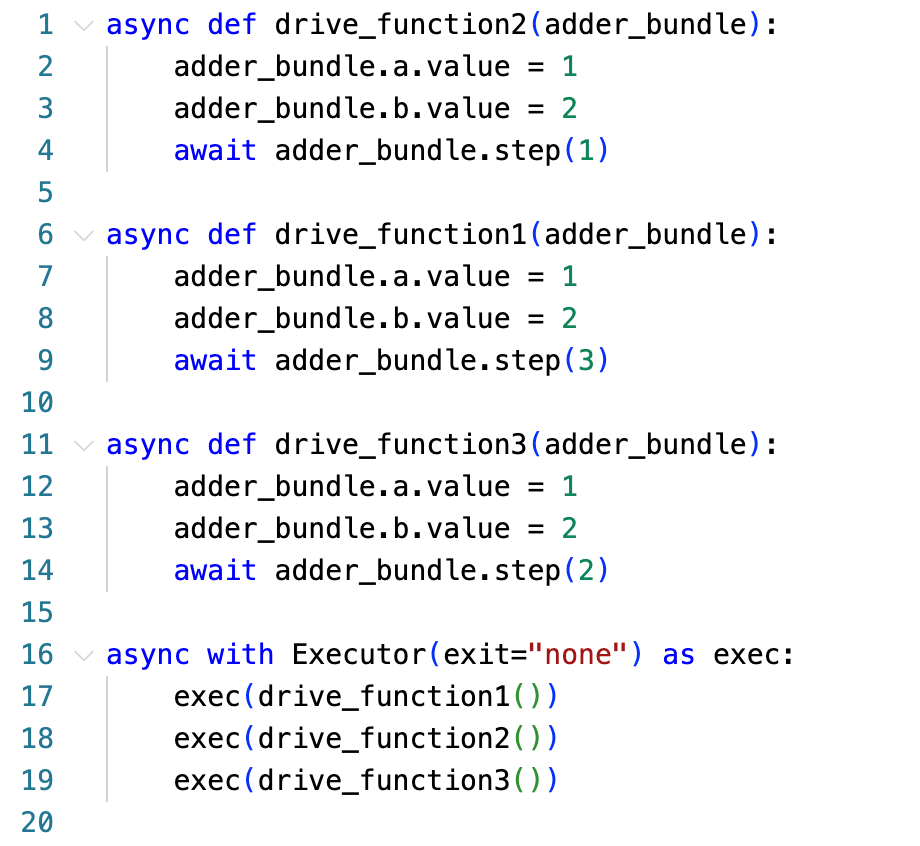 1 async def drive_function2(adder_bundle):
2     adder_bundle.a.value = 1
3     adder_bundle.b.value = 2
4     await adder_bundle.step(1)
5
6 async def drive_function1(adder_bundle):
7     adder_bundle.a.value = 1
8     adder_bundle.b.value = 2
9     await adder_bundle.step(3)
10
11 async def drive_function3(adder_bundle):
12     adder_bundle.a.value = 1
13     adder_bundle.b.value = 2
14     await adder_bundle.step(2)
15
16 async with Executor(exit="none") as exec:
17     exec(drive_function1())
18     exec(drive_function2())
19     exec(drive_function3())
20